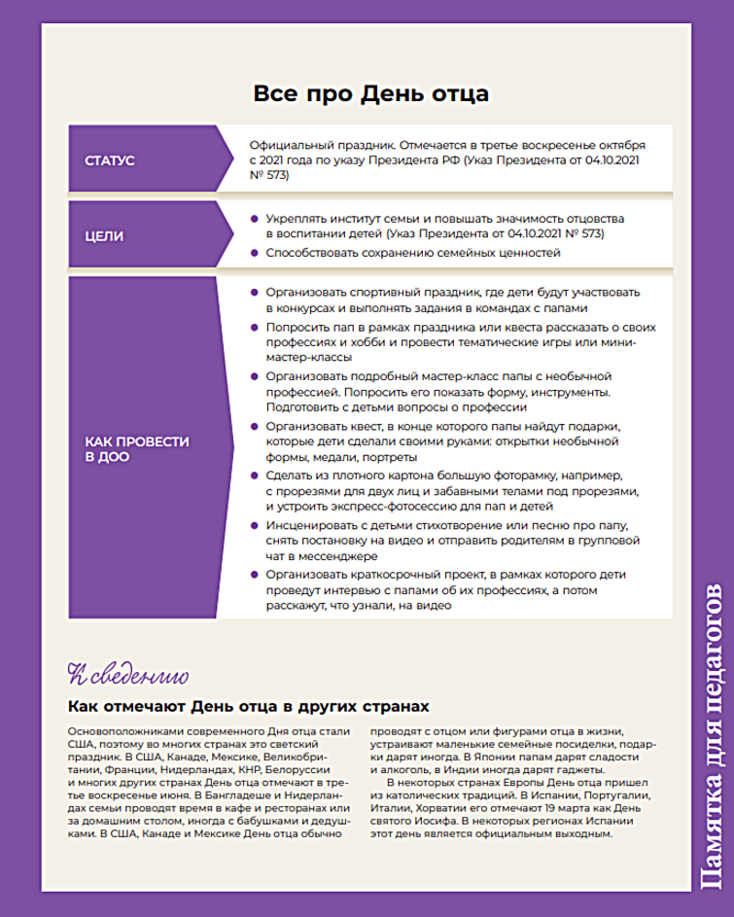 Все про День отца
СТАТУС
Официальный праздник. Отмечается в третье воскресенье октября
с 2021 года по указу Президента РФ (Указ Президента от 04.10.2021
№ 573)
ЦЕЛИ
● Укреплять институт семьи и повышать значимость отцовства
в воспитании детей (Указ Президента от 04.10.2021 № 573)
● Способствовать сохранению семейных ценностей
КАК ПРОВЕСТИ
В ДОО
● Организовать спортивный праздник, где дети будут участвовать
в конкурсах и выполнять задания в командах с папами
● Попросить пап в рамках праздника или квеста рассказать о своих
профессиях и хобби и провести тематические игры или мини-
мастер-классы
● Организовать подробный мастер-класс папы с необычной
профессией. Попросить его показать форму, инструменты.
Подготовить с детьми вопросы о профессии
● Организовать квест, в конце которого папы найдут подарки,
которые дети сделали своими руками: открытки необычной
формы, медали, портреты
● Сделать из плотного картона большую фоторамку, например,
с прорезями для двух лиц и забавными телами под прорезями,
и устроить экспресс-фотосессию для пап и детей
● Инсценировать с детьми стихотворение или песню про папу,
снять постановку на видео и отправить родителям в групповой
чат в мессенджере
● Организовать краткосрочный проект, в рамках которого дети
проведут интервью с папами об их профессиях, а потом
расскажут, что узнали, на видео
К сведению
Как отмечают День отца в других странах
Основоположниками современного Дня отца стали
США, поэтому во многих странах это светский
праздник. В США, Канаде, Мексике, Великобри-
тании, Франции, Нидерландах, КНР, Белоруссии
и многих других странах День отца отмечают в тре-
тье воскресенье июня. В Бангладеше и Нидерлан-
дах семьи проводят время в кафе и ресторанах или
за домашним столом, иногда с бабушками и дедуш-
ками. В США, Канаде и Мексике День отца обычно
проводят с отцом или фигурами отца в жизни,
устраивают маленькие семейные посиделки, подар-
ки дарят иногда. В Японии папам дарят сладости
и алкоголь, в Индии иногда дарят гаджеты.
В некоторых странах Европы День отца пришел
из католических традиций. В Испании, Португалии,
Италии, Хорватии его отмечают 19 марта как День
святого Иосифа. В некоторых регионах Испании
этот день является официальным выходным.
Памятка для педагогов